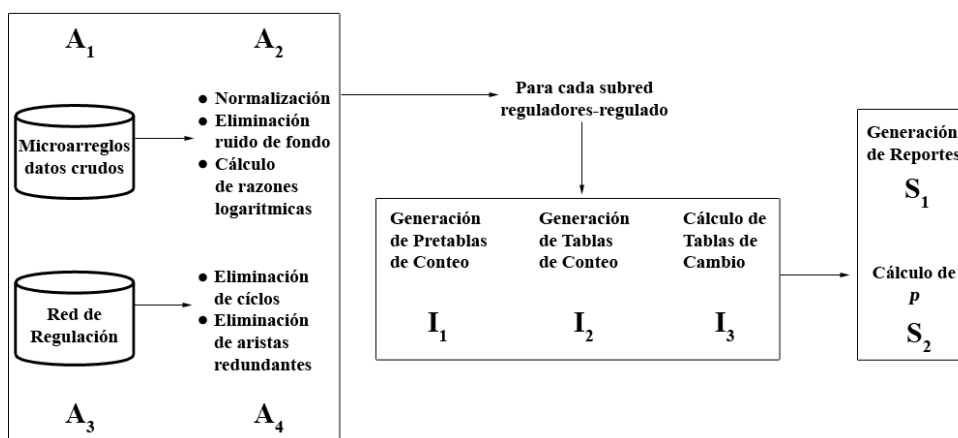 A1
A2
Microarreglos
datos crudos
● Normalización
● Eliminación
ruido de fondo
● Cálculo
de razones
logaritmicas
Red de
Regulación
● Eliminación
de cíclos
● Eliminación
de aristas
redundantes
A3
A4
Para cada subred
reguladores-regulado
Generación
de Pretablas
de Conteo
I1
Generación
de Tablas
de Conteo
I2
Cálculo de
Tablas de
Cambio
I3
Generación
de Reportes
S1
Cálculo de
p
S2